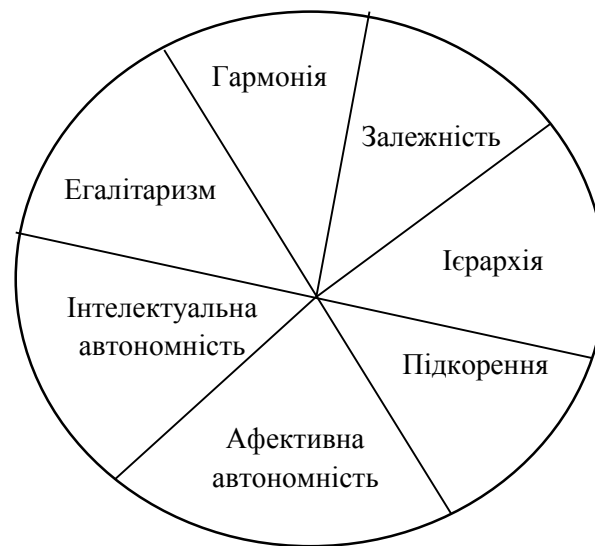 Гармонія
Залежність
Егалітаризм
Ієрархія
Інтелектуальна
автономність
Підкорення
Афективна
автономність